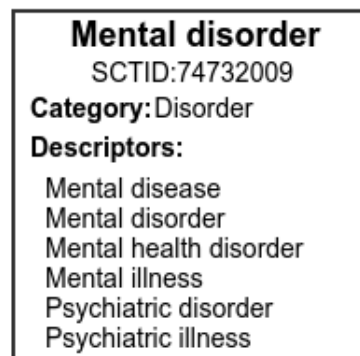 Mental disorder
SCTID:74732009
Category:Disorder
Descriptors:
Mental disease
Mental disorder
Mental health disorder
Mental illness
Psychiatric disorder
Psychiatric illness